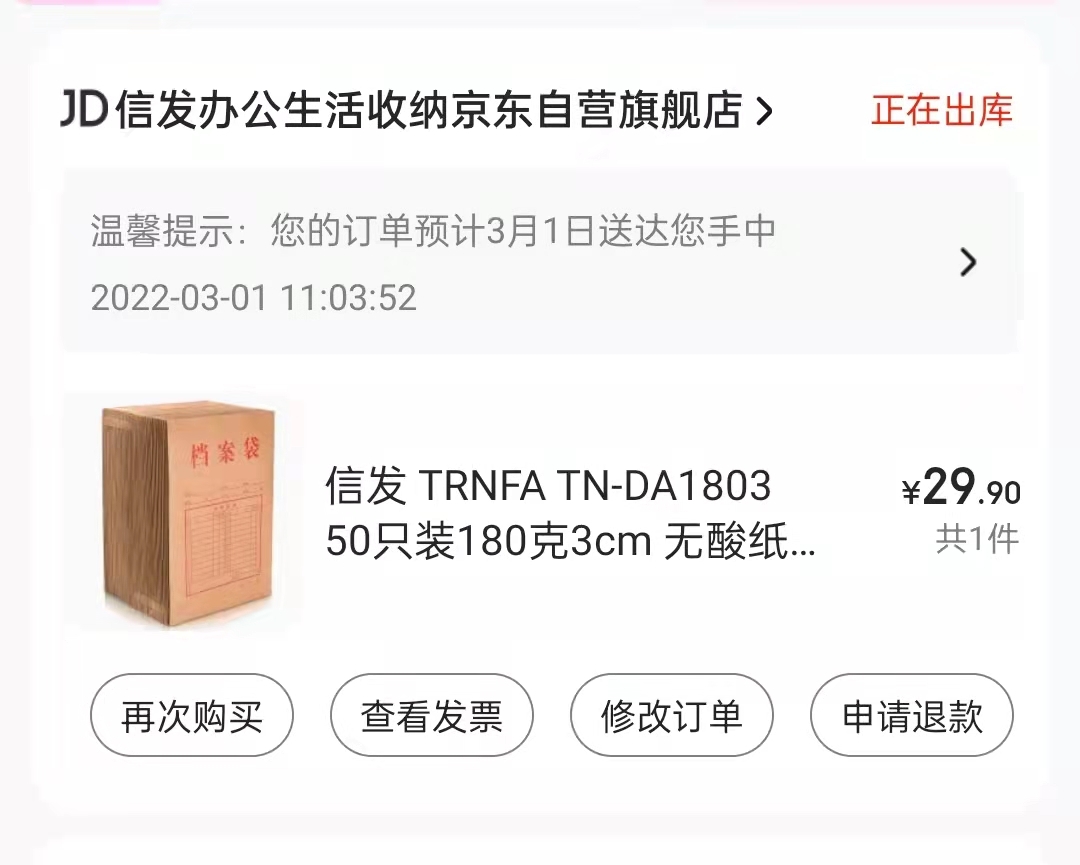 JD信发办公生活收纳京东自营旗舰店
正在出库
温馨提示：您的订单预计3月1日送达您手中
2022-03-01 11:03:52
档案袋
信发 TRNFA TN-DA1803
50只装180克3cm 无酸纸...
¥29.90
共1件
再次购买
查看发票
修改订单
申请退款